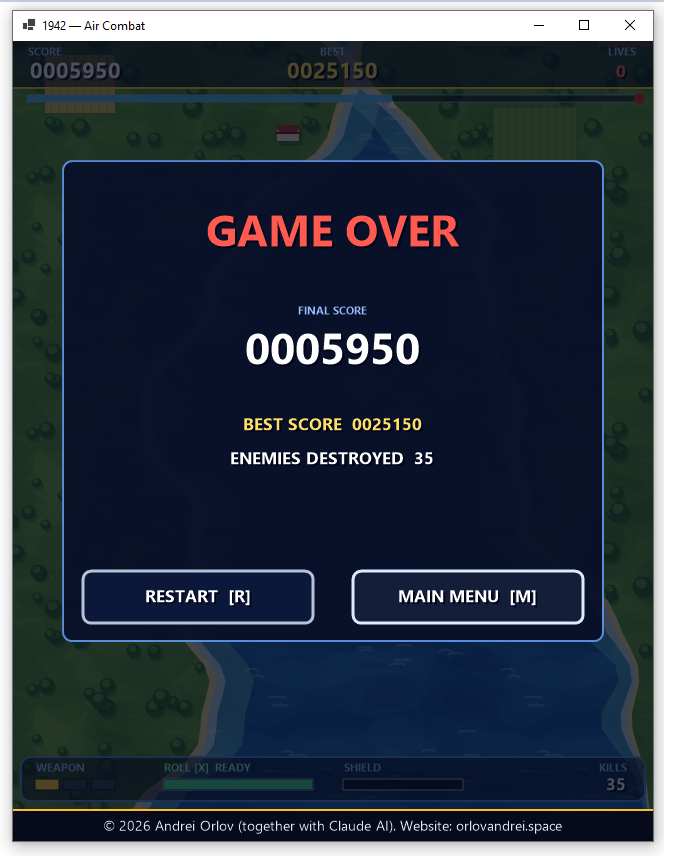 1942 — Air Combat
SCORE BEST LIVES
0005950 0025150 0
GAME OVER
FINAL SCORE
0005950
BEST SCORE 0025150
ENEMIES DESTROYED 35
RESTART [R] MAIN MENU [M]
WEAPON ROLL [X] READY SHIELD KILLS
35
© 2026 Andrei Orlov (together with Claude AI). Website: orlovandrei.space